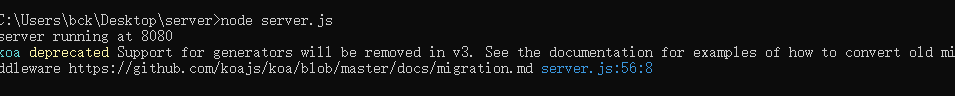 C:\Users\bck\Desktop\server>node server.js
server running at 8080
koa deprecated Support for generators will be removed in v3. See the documentation for examples of how to convert old mi
ddleware https://github.com/koajs/koa/blob/master/docs/migration.md server.js:56:8